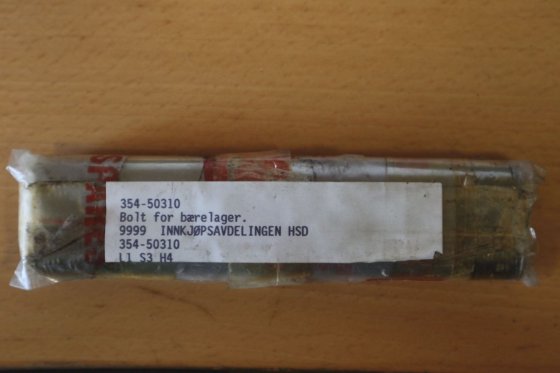 354-50310
Bolt for bærelager.
9999 INNKJØPSAVDELINGEN HSD
354-50310
L1 S3 H4